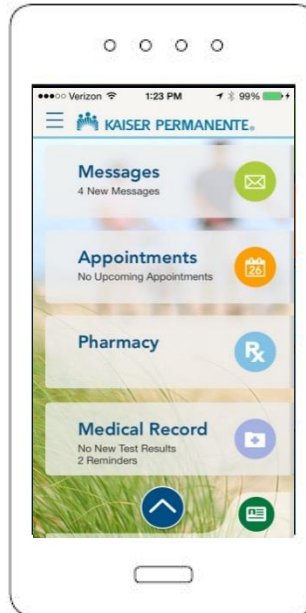 Verizon 1:23 PM 99%
KAISER PERMANENTE®
Messages
4 New Messages
Appointments
No Upcoming Appointments
26
Pharmacy
Rx
Medical Record
No New Test Results
2 Reminders